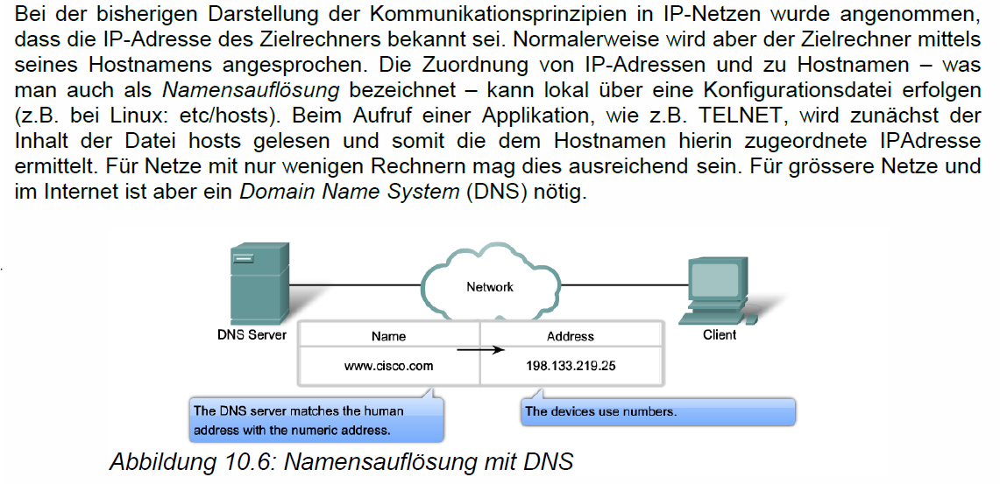 Bei der bisherigen Darstellung der Kommunikationsprinzipien in IP-Netzen wurde angenommen,
dass die IP-Adresse des Zielrechners bekannt sei. Normalerweise wird aber der Zielrechner mittels
seines Hostnamens angesprochen. Die Zuordnung von IP-Adressen und zu Hostnamen – was
man auch als Namensauflösung bezeichnet – kann lokal über eine Konfigurationsdatei erfolgen
(z.B. bei Linux: etc/hosts). Beim Aufruf einer Applikation, wie z.B. TELNET, wird zunächst der
Inhalt der Datei hosts gelesen und somit die dem Hostnamen hierin zugeordnete IPAdresse
ermittelt. Für Netze mit nur wenigen Rechnern mag dies ausreichend sein. Für grössere Netze und
im Internet ist aber ein Domain Name System (DNS) nötig.
Network
DNS Server
Client
Name Address
www.cisco.com 198.133.219.25
The DNS server matches the human
address with the numeric address.
The devices use numbers.
Abbildung 10.6: Namensauflösung mit DNS